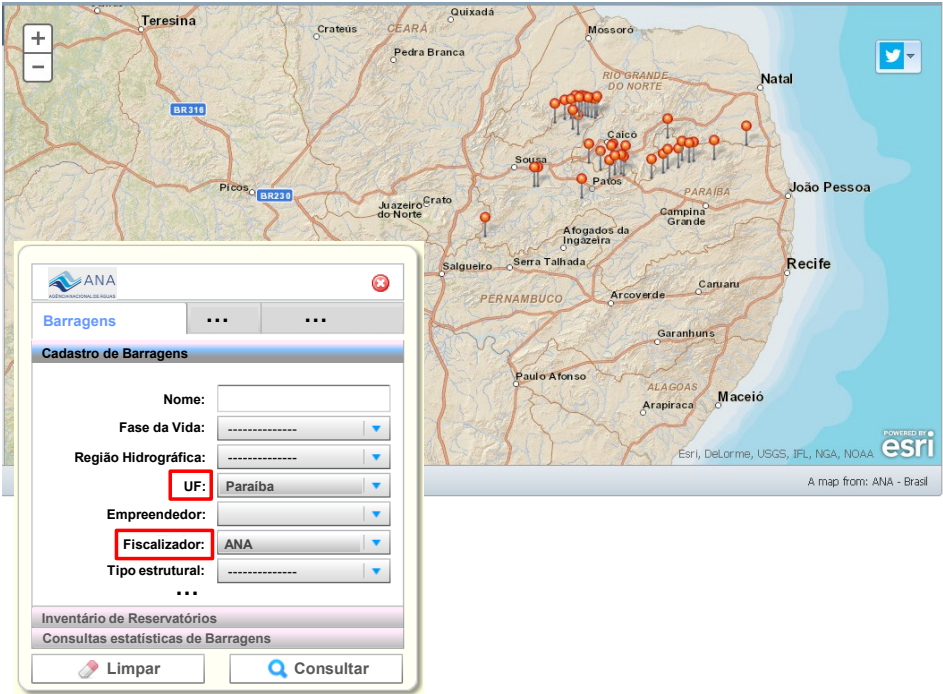 Quixadá
Teresina
Crateús
CEARÁ
Mossoró
Pedra Branca
RIO GRANDE
DO NORTE
Natal
BR316
Caicó
Sousa
Patos
Picos
BR230
Juazeiro
do Norte
Crato
PARAÍBA
João Pessoa
Campina
Grande
Afogados da
Ingazeira
Salgueiro
Serra Talhada
Recife
PERNAMBUCO
Arcoverde
Caruaru
Garanhuns
Paulo Afonso
ALAGOAS
Maceió
Arapiraca
POWERED BY
esri
Esri, DeLorme, USGS, IFL, NGA, NOAA
A map from: ANA - Brasil
ANA
AGÊNCIA NACIONAL DE ÁGUAS
Barragens ... ...
Cadastro de Barragens
Nome:
Fase da Vida: --------------
Região Hidrográfica: --------------
UF: Paraíba
Empreendedor:
Fiscalizador: ANA
Tipo estrutural: --------------
...
Inventário de Reservatórios
Consultas estatísticas de Barragens
Limpar Consultar